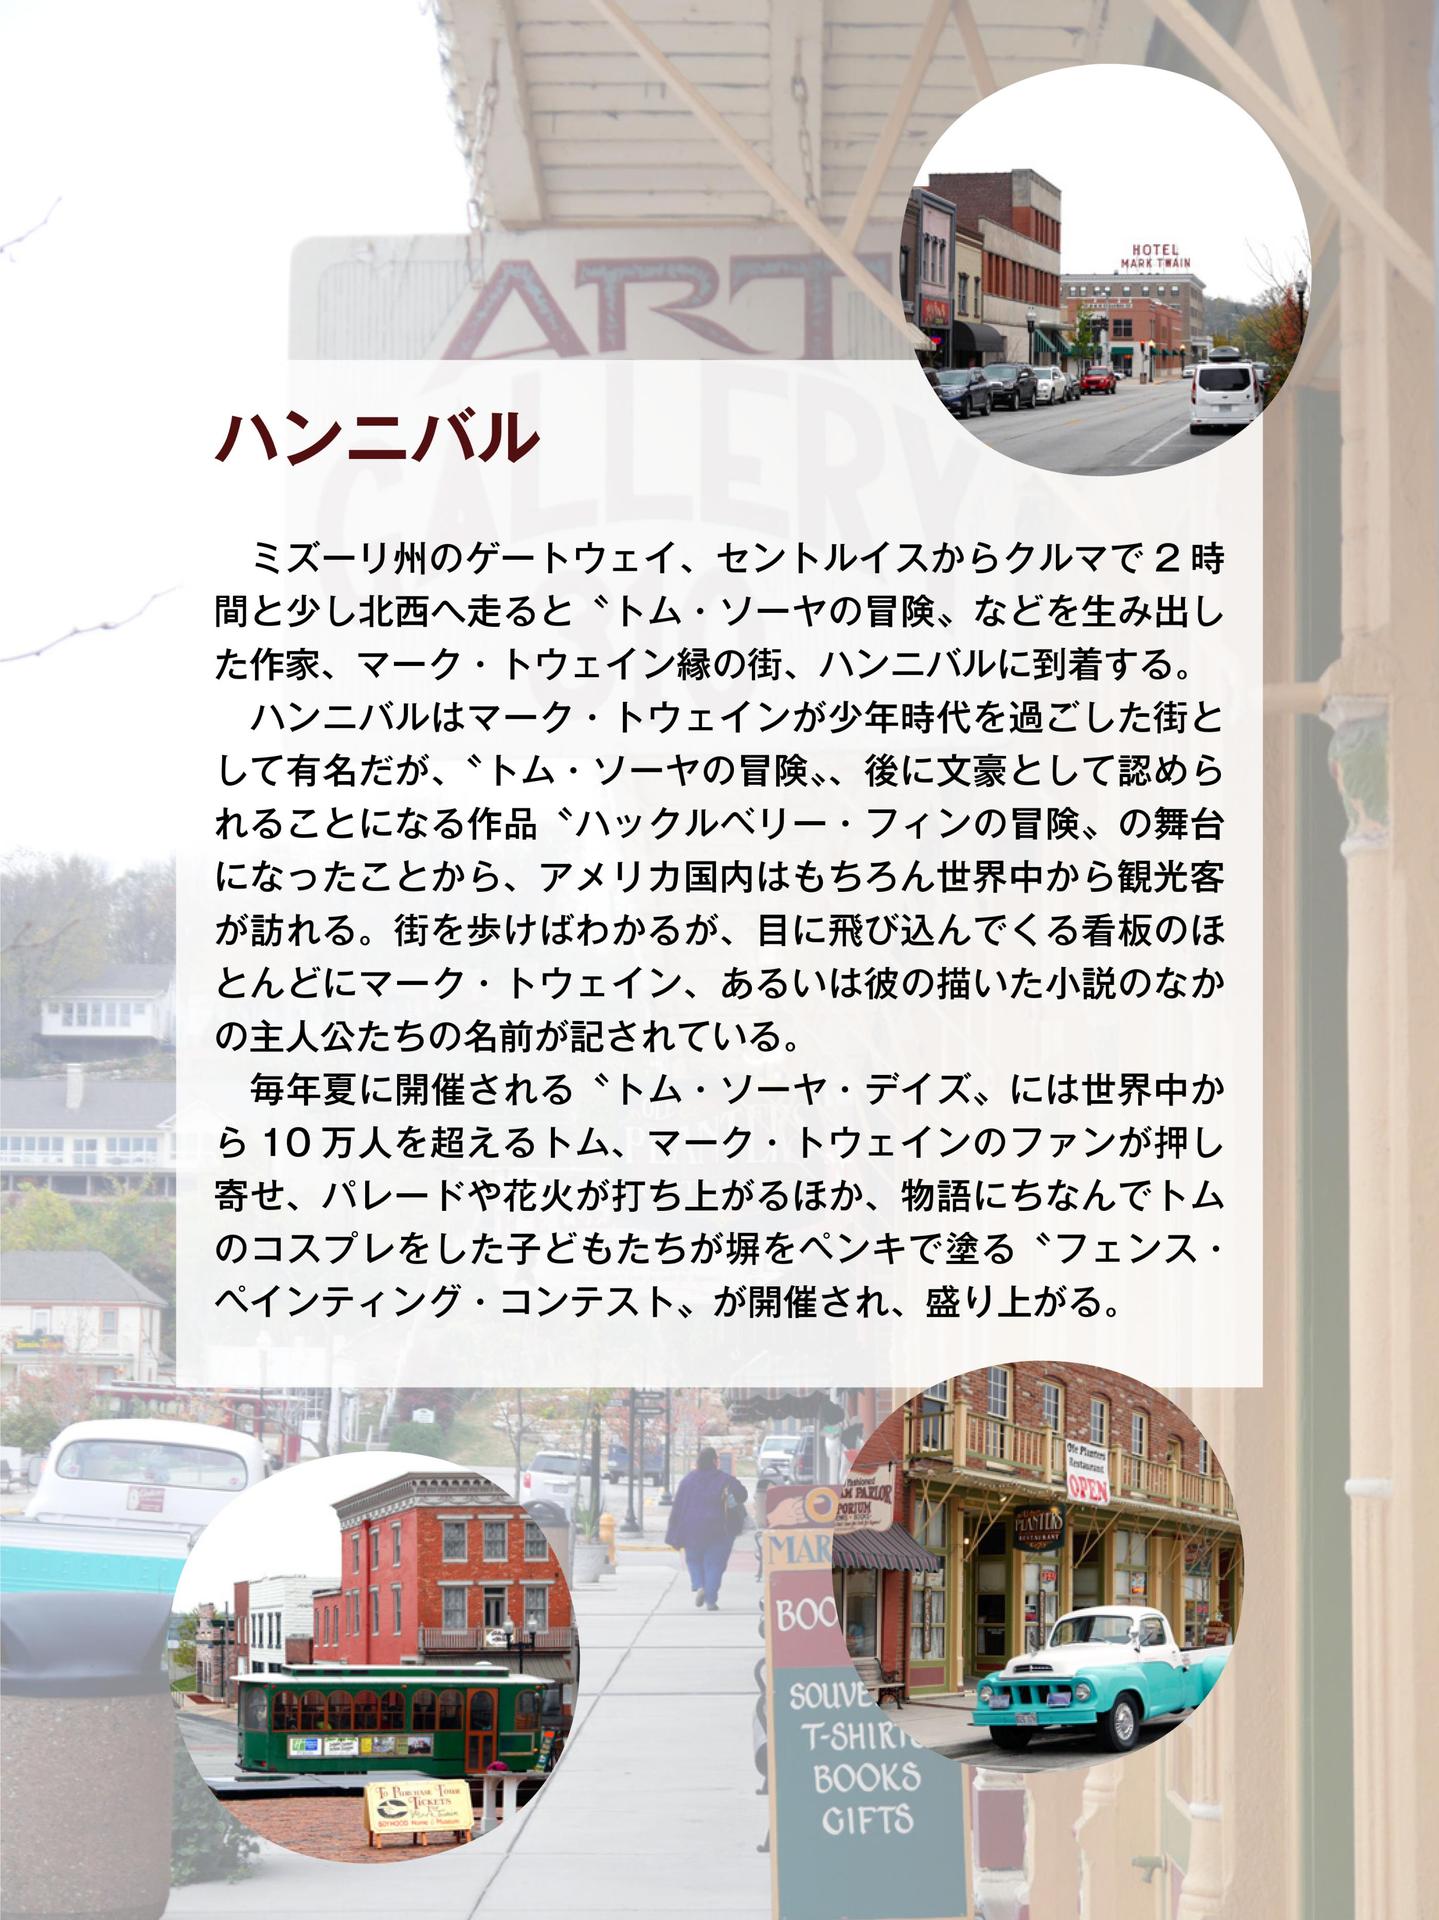 ART
GALLERY
310
HOTEL
MARK TWAIN
ハンニバル
　ミズーリ州のゲートウェイ、セントルイスからクルマで 2 時
間と少し北西へ走ると〝トム・ソーヤの冒険〟などを生み出し
た作家、マーク・トウェイン縁の街、ハンニバルに到着する。
　ハンニバルはマーク・トウェインが少年時代を過ごした街と
して有名だが、〝トム・ソーヤの冒険〟、後に文豪として認めら
れることになる作品〝ハックルベリー・フィンの冒険〟の舞台
になったことから、アメリカ国内はもちろん世界中から観光客
が訪れる。街を歩けばわかるが、目に飛び込んでくる看板のほ
とんどにマーク・トウェイン、あるいは彼の描いた小説のなか
の主人公たちの名前が記されている。
　毎年夏に開催される〝トム・ソーヤ・デイズ〟には世界中か
ら 10 万人を超えるトム、マーク・トウェインのファンが押し
寄せ、パレードや花火が打ち上がるほか、物語にちなんでトム
のコスプレをした子どもたちが塀をペンキで塗る〝フェンス・
ペインティング・コンテスト〟が開催され、盛り上がる。
OLE
PLANTERS
Ole Planters
Restaurant
OPEN
PLANTERS
RESTAURANT
Fashioned
AM PARLOR
PORIUM
MAR
BOO
SOUVE
T-SHIRT
BOOKS
GIFTS
To Purchase Tour
Tickets
For
Mark Twain
BOYHOOD Home & Museum